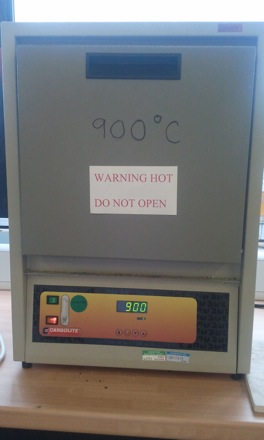 900°C
WARNING HOT
DO NOT OPEN
900
CARBOLITE